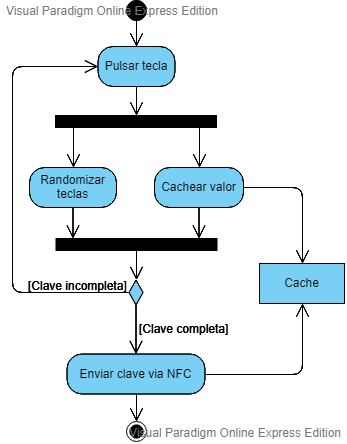 Visual Paradigm Online Express Edition
Pulsar tecla
Randomizar
teclas
Cachear valor
[Clave incompleta]
Cache
[Clave completa]
Enviar clave via NFC
Visual Paradigm Online Express Edition